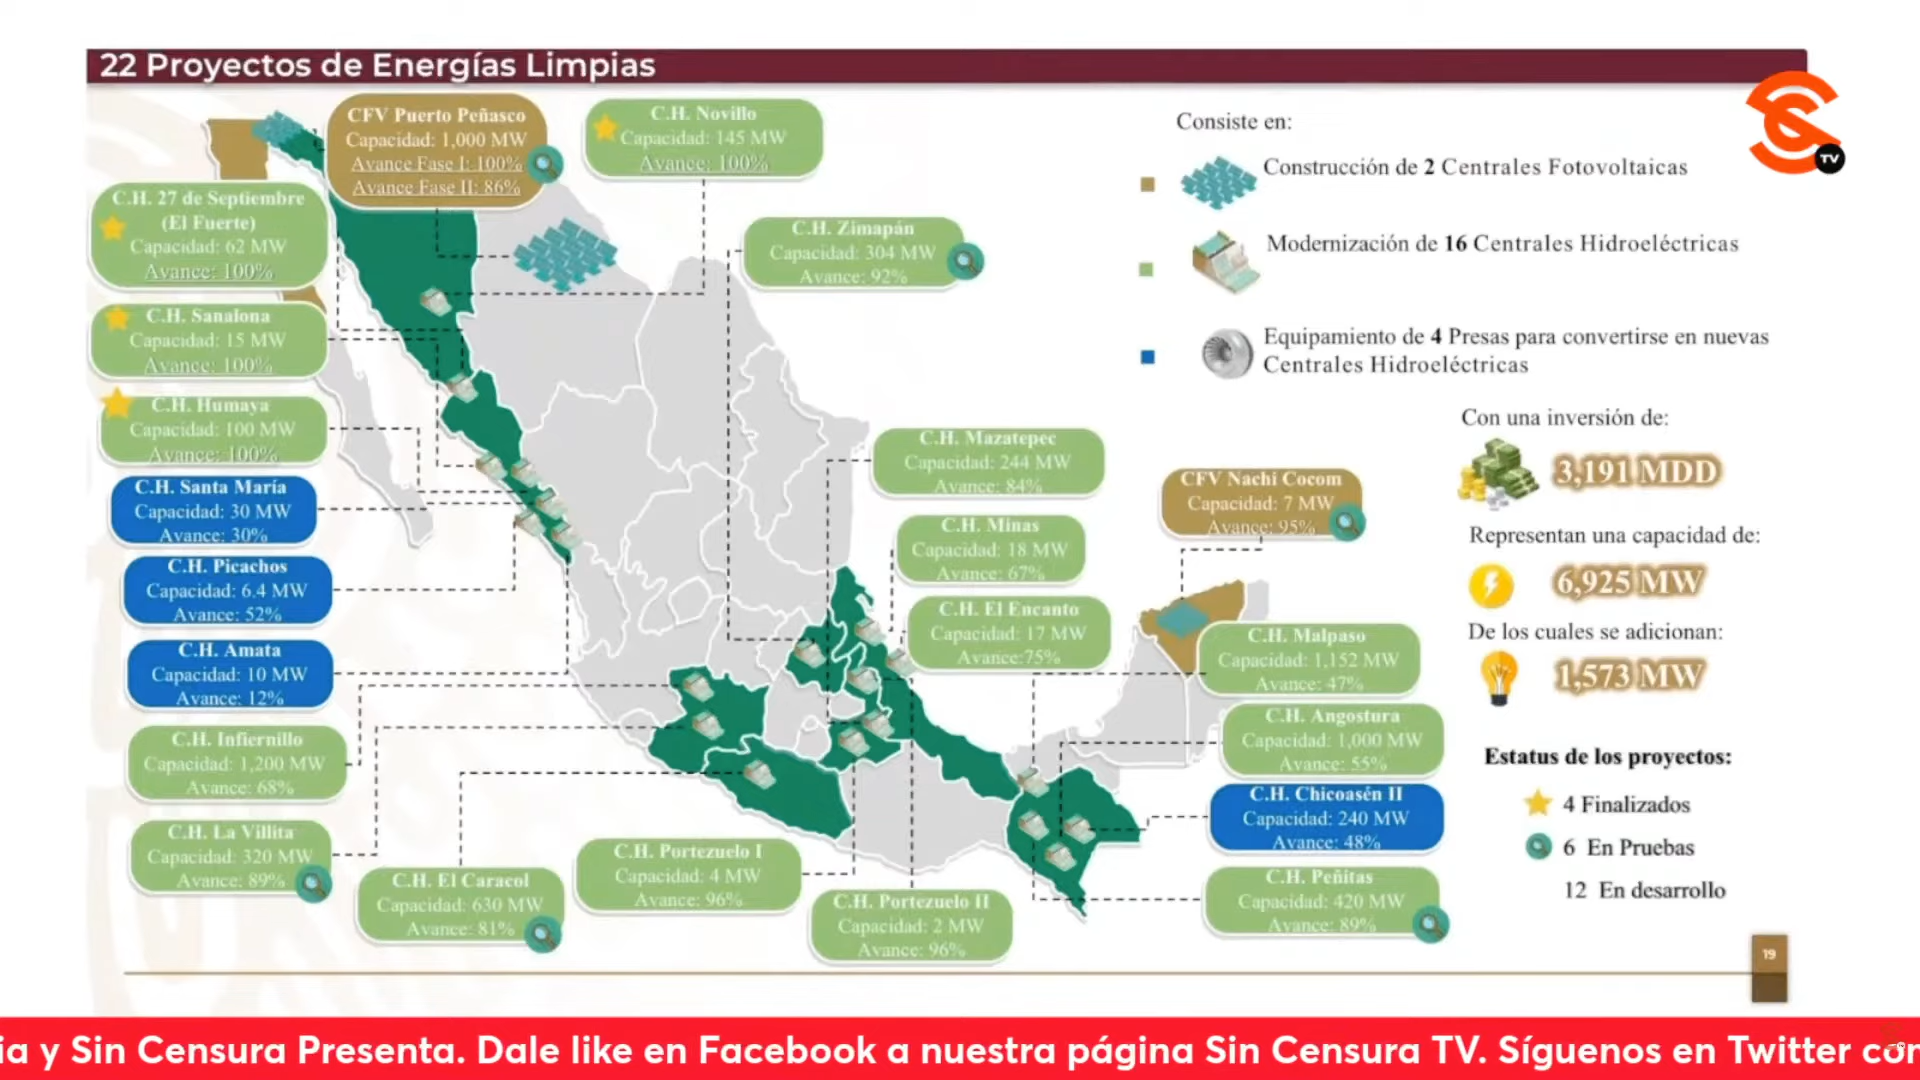 22 Proyectos de Energías Limpias
CFV Puerto Peñasco
Capacidad: 1,000 MW
Avance Fase I: 100%
Avance Fase II: 86%
C.H. Novillo
Capacidad: 145 MW
Avance: 100%
C.H. 27 de Septiembre
(El Fuerte)
Capacidad: 62 MW
Avance: 100%
C.H. Zimapán
Capacidad: 304 MW
Avance: 92%
C.H. Sanalona
Capacidad: 15 MW
Avance: 100%
C.H. Humaya
Capacidad: 100 MW
Avance: 100%
C.H. Santa María
Capacidad: 30 MW
Avance: 30%
C.H. Picachos
Capacidad: 6.4 MW
Avance: 52%
C.H. Amata
Capacidad: 10 MW
Avance: 12%
C.H. Infiernillo
Capacidad: 1,200 MW
Avance: 68%
C.H. La Villita
Capacidad: 320 MW
Avance: 89%
C.H. El Caracol
Capacidad: 630 MW
Avance: 81%
C.H. Portezuelo I
Capacidad: 4 MW
Avance: 96%
C.H. Portezuelo II
Capacidad: 2 MW
Avance: 96%
C.H. Mazatepec
Capacidad: 244 MW
Avance: 84%
C.H. Minas
Capacidad: 18 MW
Avance: 67%
C.H. El Encanto
Capacidad: 17 MW
Avance:75%
CFV Nachi Cocom
Capacidad: 7 MW
Avance: 95%
C.H. Malpaso
Capacidad: 1,152 MW
Avance: 47%
C.H. Angostura
Capacidad: 1,000 MW
Avance: 55%
C.H. Chicoasén II
Capacidad: 240 MW
Avance: 48%
C.H. Peñitas
Capacidad: 420 MW
Avance: 89%
Consiste en:
Construcción de 2 Centrales Fotovoltaicas
Modernización de 16 Centrales Hidroeléctricas
Equipamiento de 4 Presas para convertirse en nuevas
Centrales Hidroeléctricas
Con una inversión de:
3,191 MDD
Representan una capacidad de:
6,925 MW
De los cuales se adicionan:
1,573 MW
Estatus de los proyectos:
4 Finalizados
6 En Pruebas
12 En desarrollo
19
TV
ia y Sin Censura Presenta. Dale like en Facebook a nuestra página Sin Censura TV. Síguenos en Twitter con